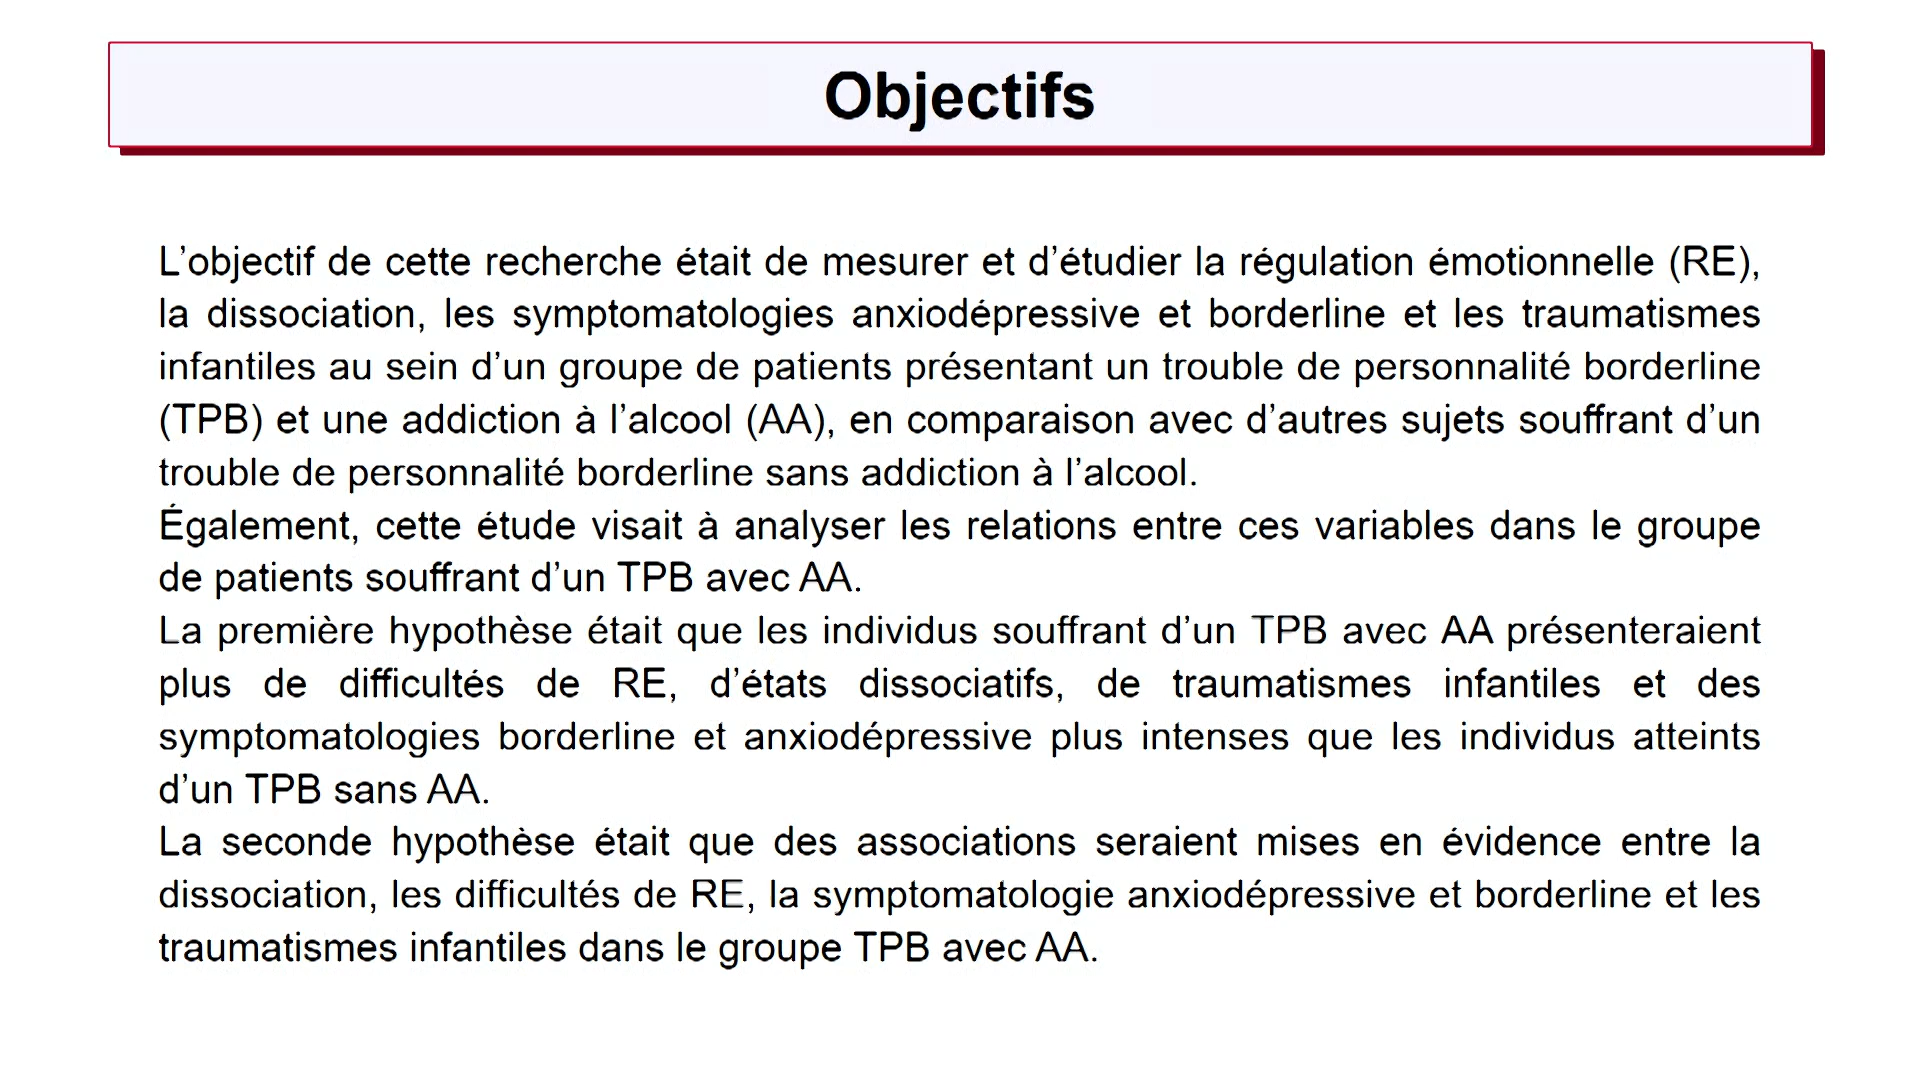 Objectifs
L’objectif de cette recherche était de mesurer et d’étudier la régulation émotionnelle (RE),
la dissociation, les symptomatologies anxiodépressive et borderline et les traumatismes
infantiles au sein d’un groupe de patients présentant un trouble de personnalité borderline
(TPB) et une addiction à l’alcool (AA), en comparaison avec d’autres sujets souffrant d’un
trouble de personnalité borderline sans addiction à l’alcool.
Également, cette étude visait à analyser les relations entre ces variables dans le groupe
de patients souffrant d’un TPB avec AA.
La première hypothèse était que les individus souffrant d’un TPB avec AA présenteraient
plus de difficultés de RE, d’états dissociatifs, de traumatismes infantiles et des
symptomatologies borderline et anxiodépressive plus intenses que les individus atteints
d’un TPB sans AA.
La seconde hypothèse était que des associations seraient mises en évidence entre la
dissociation, les difficultés de RE, la symptomatologie anxiodépressive et borderline et les
traumatismes infantiles dans le groupe TPB avec AA.